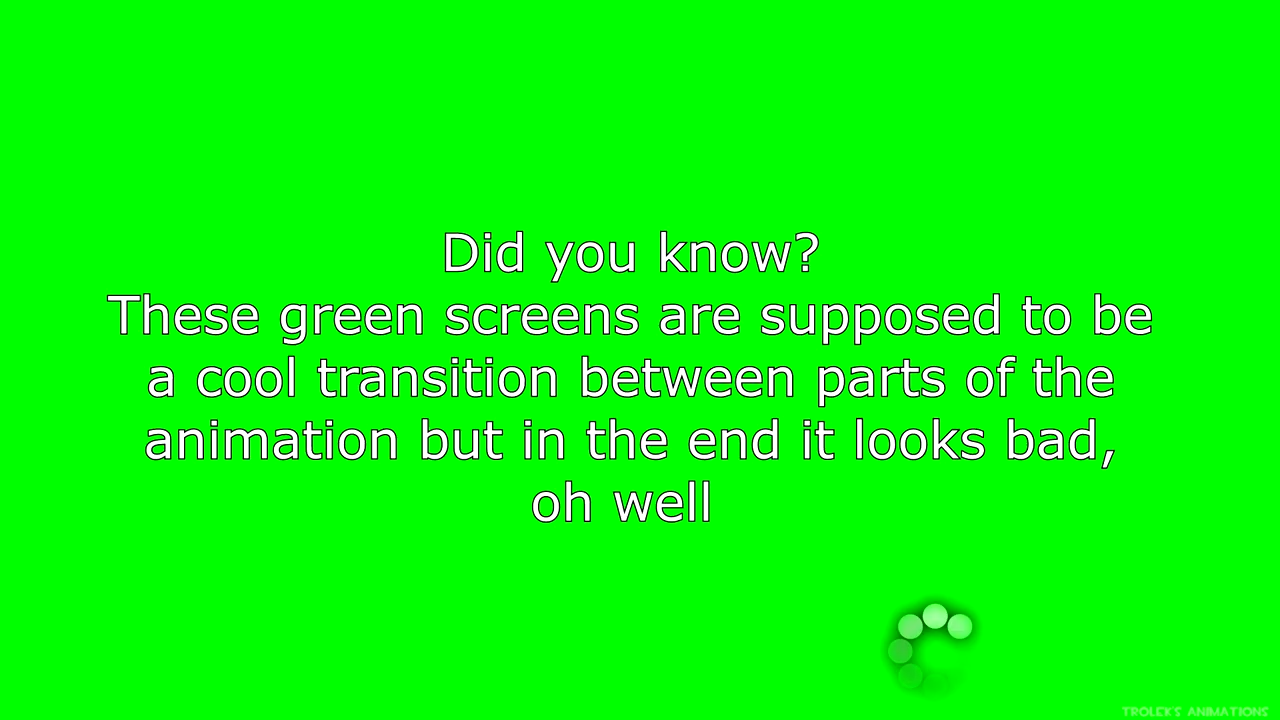 Did you know?
These green screens are supposed to be
a cool transition between parts of the
animation but in the end it looks bad,
oh well
TROLEK'S ANIMATIONS